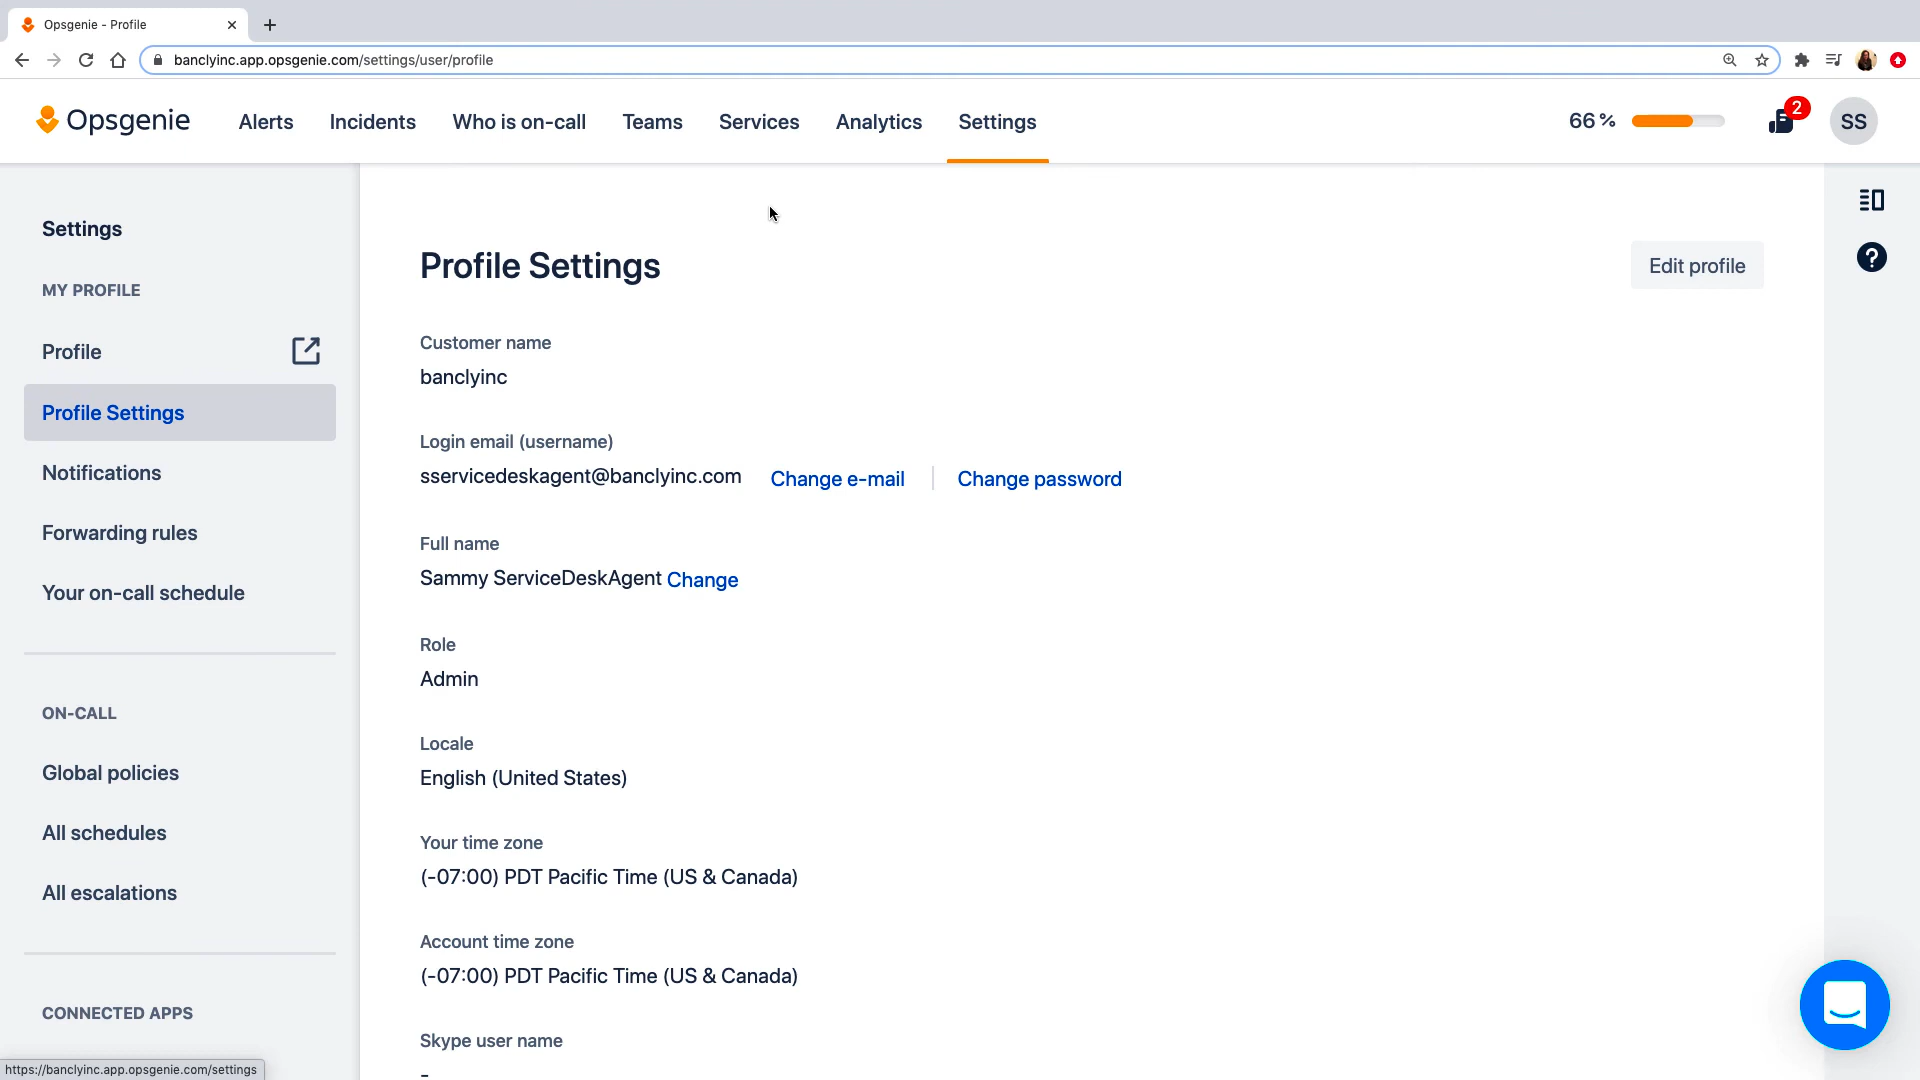 Opsgenie - Profile
banclyinc.app.opsgenie.com/settings/user/profile
Opsgenie
Alerts
Incidents
Who is on-call
Teams
Services
Analytics
Settings
66 %
2
SS
Settings
MY PROFILE
Profile
Profile Settings
Notifications
Forwarding rules
Your on-call schedule
ON-CALL
Global policies
All schedules
All escalations
CONNECTED APPS
https://banclyinc.app.opsgenie.com/settings
Profile Settings
Edit profile
Customer name
banclyinc
Login email (username)
sservicedeskagent@banclyinc.com Change e-mail Change password
Full name
Sammy ServiceDeskAgent Change
Role
Admin
Locale
English (United States)
Your time zone
(-07:00) PDT Pacific Time (US & Canada)
Account time zone
(-07:00) PDT Pacific Time (US & Canada)
Skype user name
-
?